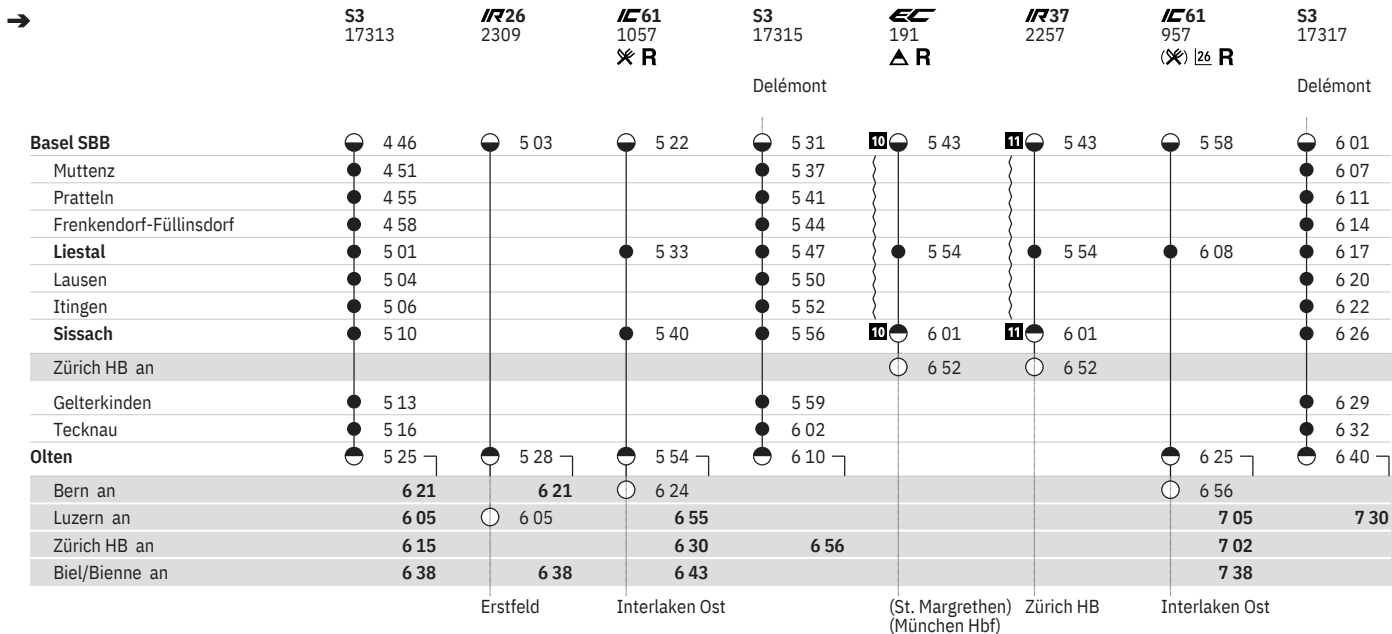 ➔ S3 IR26 IC61 S3 EC IR37 IC61 S3
17313 2309 1057 17315 191 2257 957 17317
R R 26 R
Delémont Delémont
Basel SBB 4 46 5 03 5 22 5 31 10 5 43 11 5 43 5 58 6 01
Muttenz 4 51 5 37 6 07
Pratteln 4 55 5 41 6 11
Frenkendorf-Füllinsdorf 4 58 5 44 6 14
Liestal 5 01 5 33 5 47 5 54 5 54 6 08 6 17
Lausen 5 04 5 50 6 20
Itingen 5 06 5 52 6 22
Sissach 5 10 5 40 5 56 10 6 01 11 6 01 6 26
Zürich HB an 6 52 6 52
Gelterkinden 5 13 5 59 6 29
Tecknau 5 16 6 02 6 32
Olten 5 25 5 28 5 54 6 10 6 25 6 40
Bern an 6 21 6 21 6 24 6 56
Luzern an 6 05 6 05 6 55 7 05 7 30
Zürich HB an 6 15 6 30 6 56 7 02
Biel/Bienne an 6 38 6 38 6 43 7 38
Erstfeld Interlaken Ost (St. Margrethen) Zürich HB Interlaken Ost
(München Hbf)